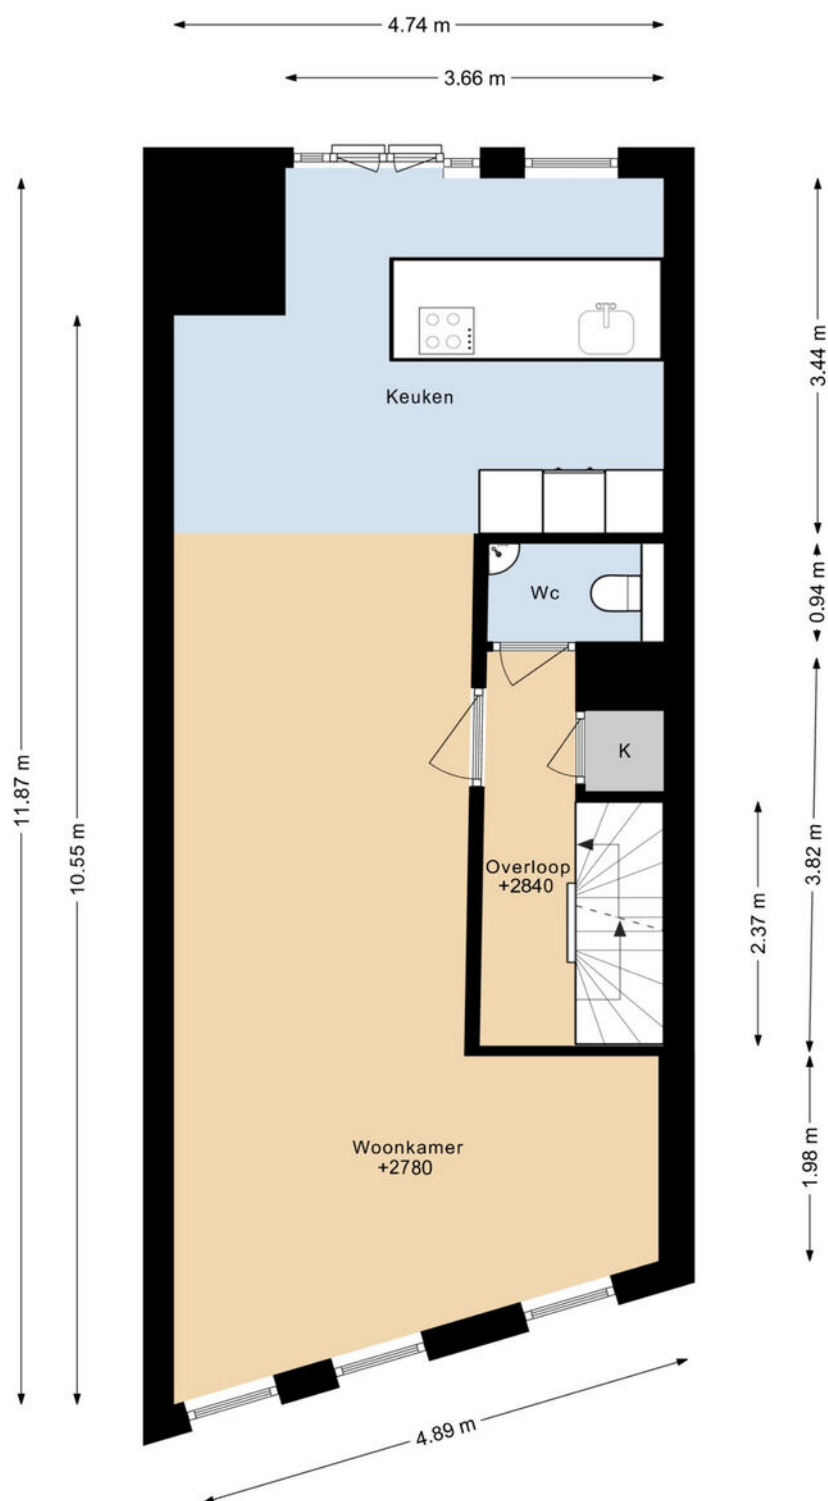 4.74 m
3.66 m
3.44 m
Keuken
0.94 m
Wc
11.87 m
10.55 m
K
3.82 m
2.37 m
Overloop
+2840
Woonkamer
+2780
1.98 m
4.89 m